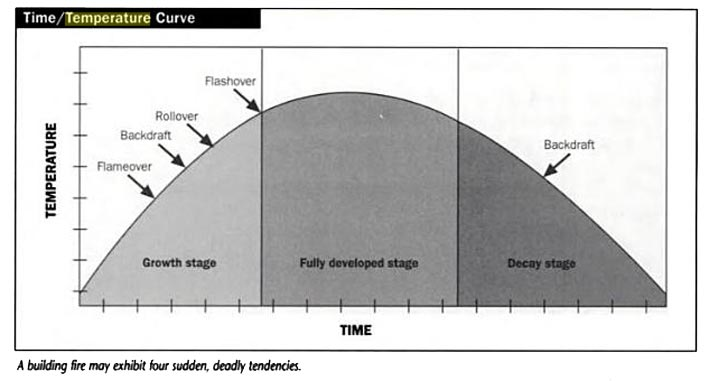 Time/Temperature Curve
Flashover
Rollover
Backdraft
Flameover
Backdraft
TEMPERATURE
Growth stage
Fully developed stage
Decay stage
TIME
A building fire may exhibit four sudden, deadly tendencies.